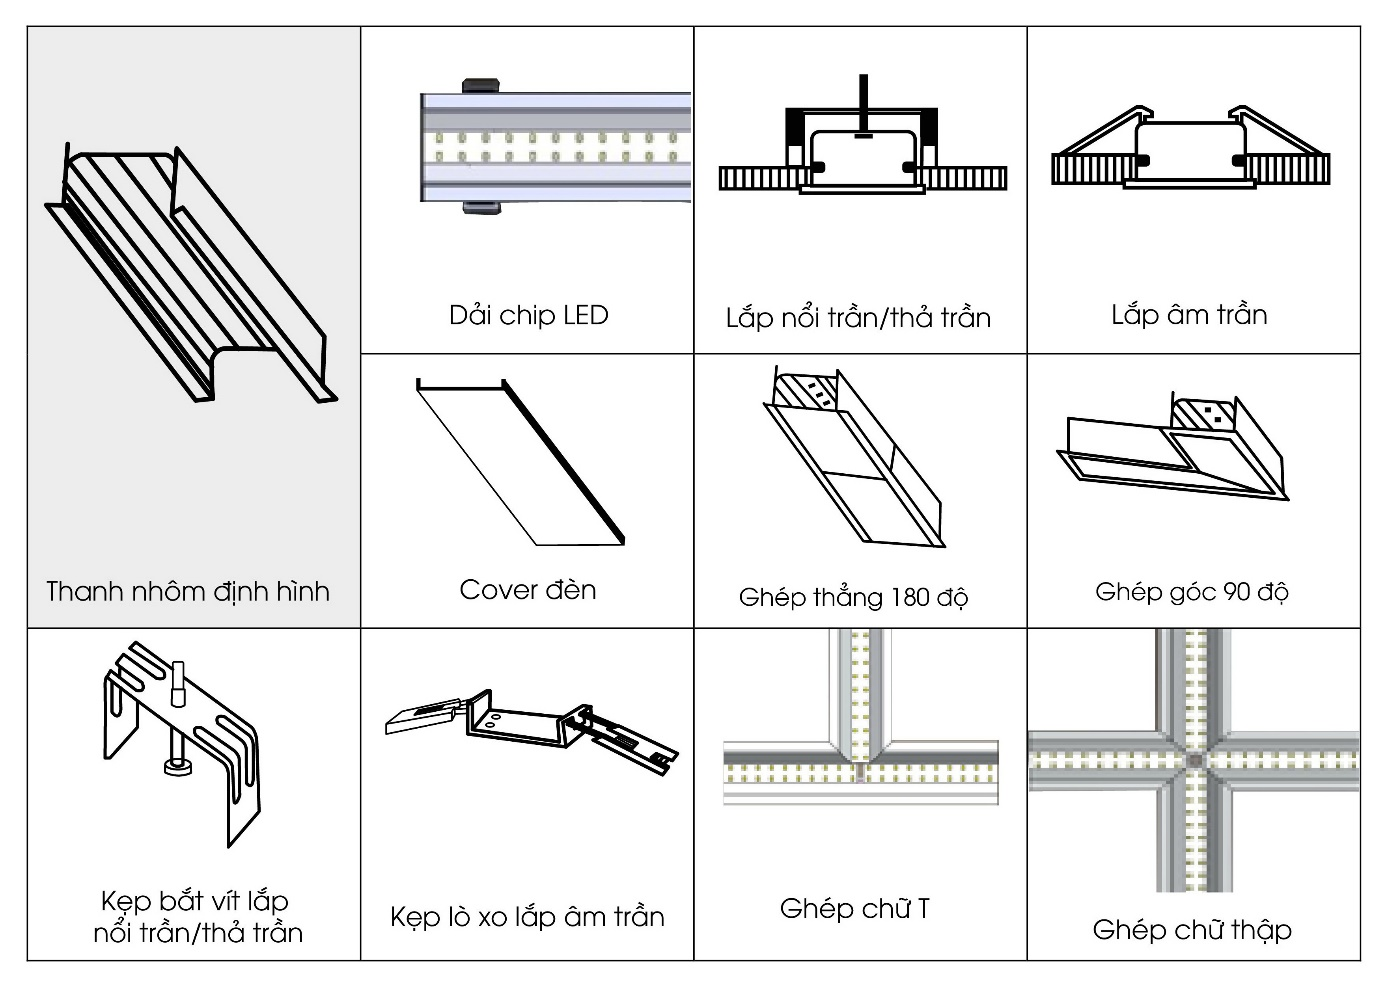 Dải chip LED
Lắp nổi trần/thả trần
Lắp âm trần
Thanh nhôm định hình
Cover đèn
Ghép thẳng 180 độ
Ghép góc 90 độ
Kẹp bắt vít lắp
nổi trần/thả trần
Kẹp lò xo lắp âm trần
Ghép chữ T
Ghép chữ thập